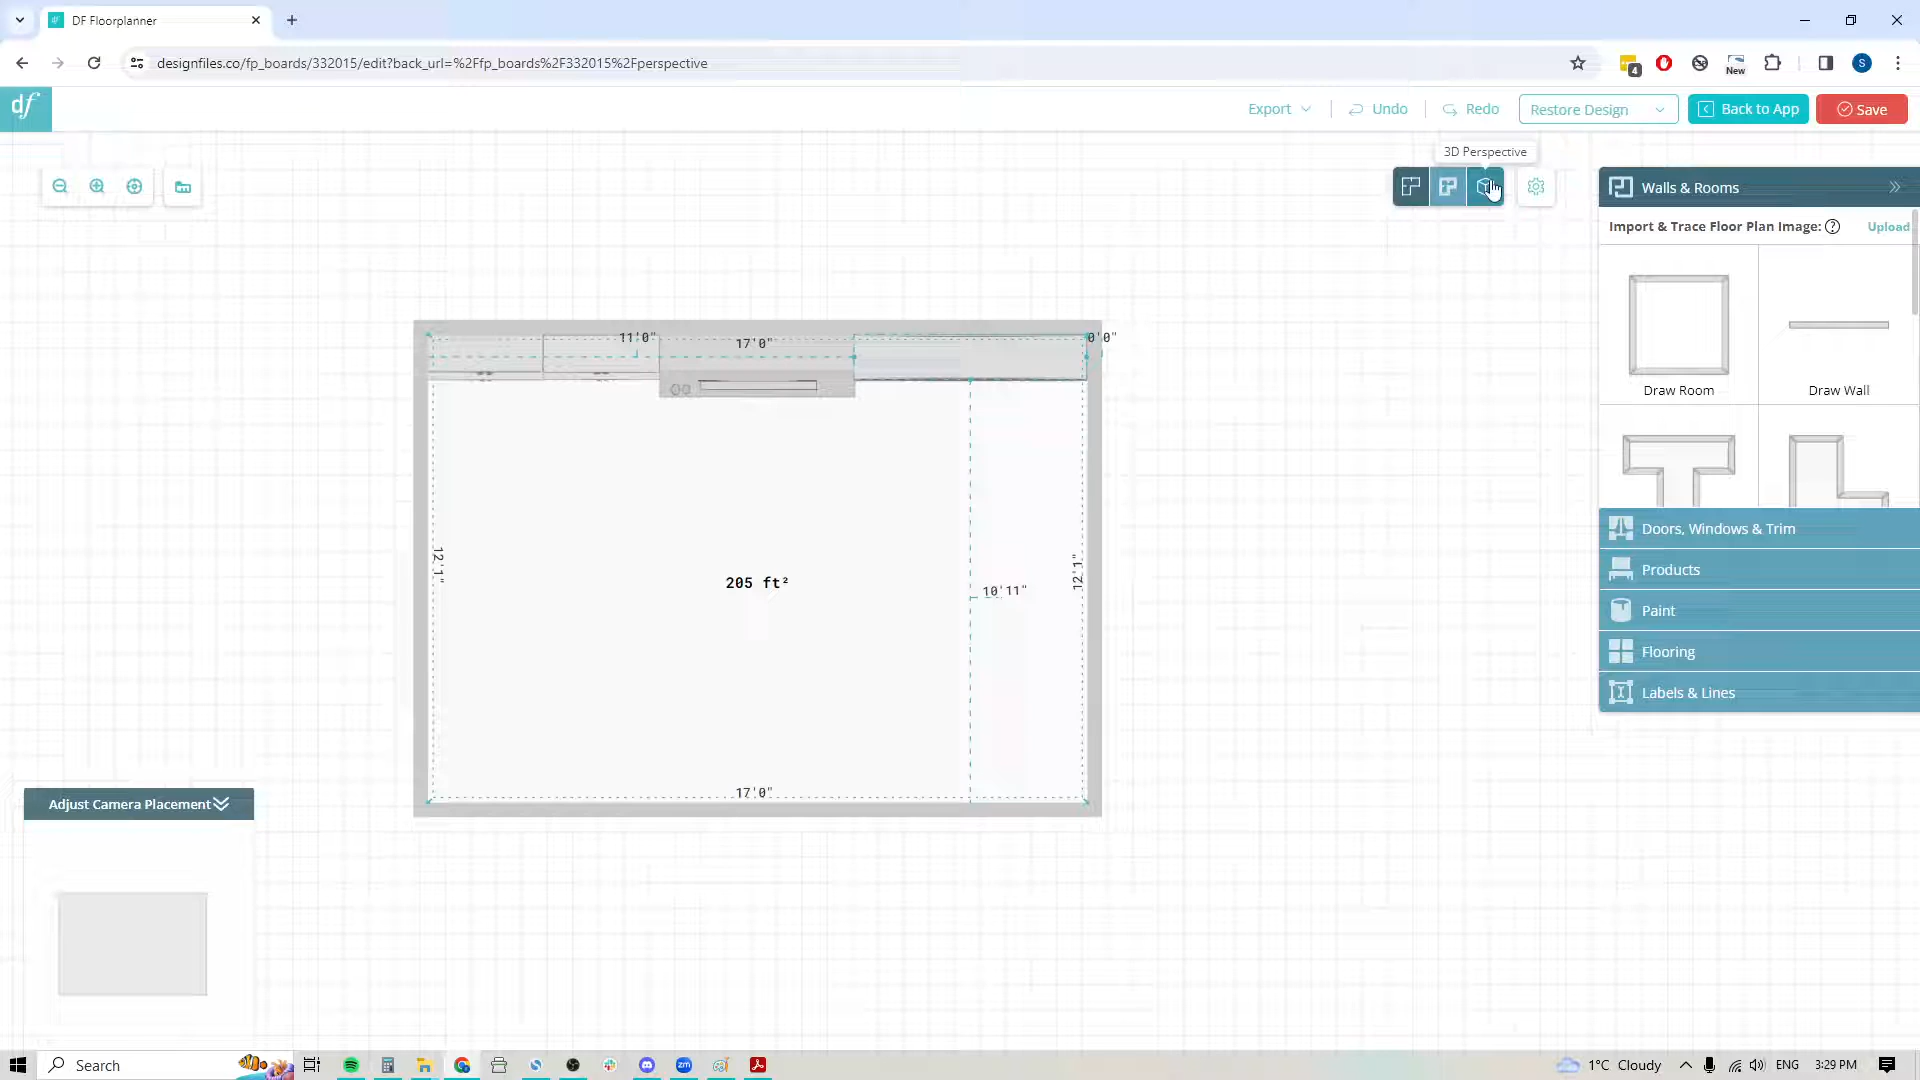 DF Floorplanner
designfiles.co/fp_boards/332015/edit?back_url=%2Ffp_boards%2F332015%2Fperspective
4
New
S
df
Export
Undo
Redo
Restore Design
Back to App
Save
3D Perspective
Walls & Rooms
Import & Trace Floor Plan Image: ?
Upload
Draw Room
Draw Wall
Doors, Windows & Trim
Products
Paint
Flooring
Labels & Lines
11'0"
17'0"
0'0"
12'1"
205 ft²
10'11"
12'1"
17'0"
Adjust Camera Placement
Search
zm
1°C Cloudy
ENG
3:29 PM